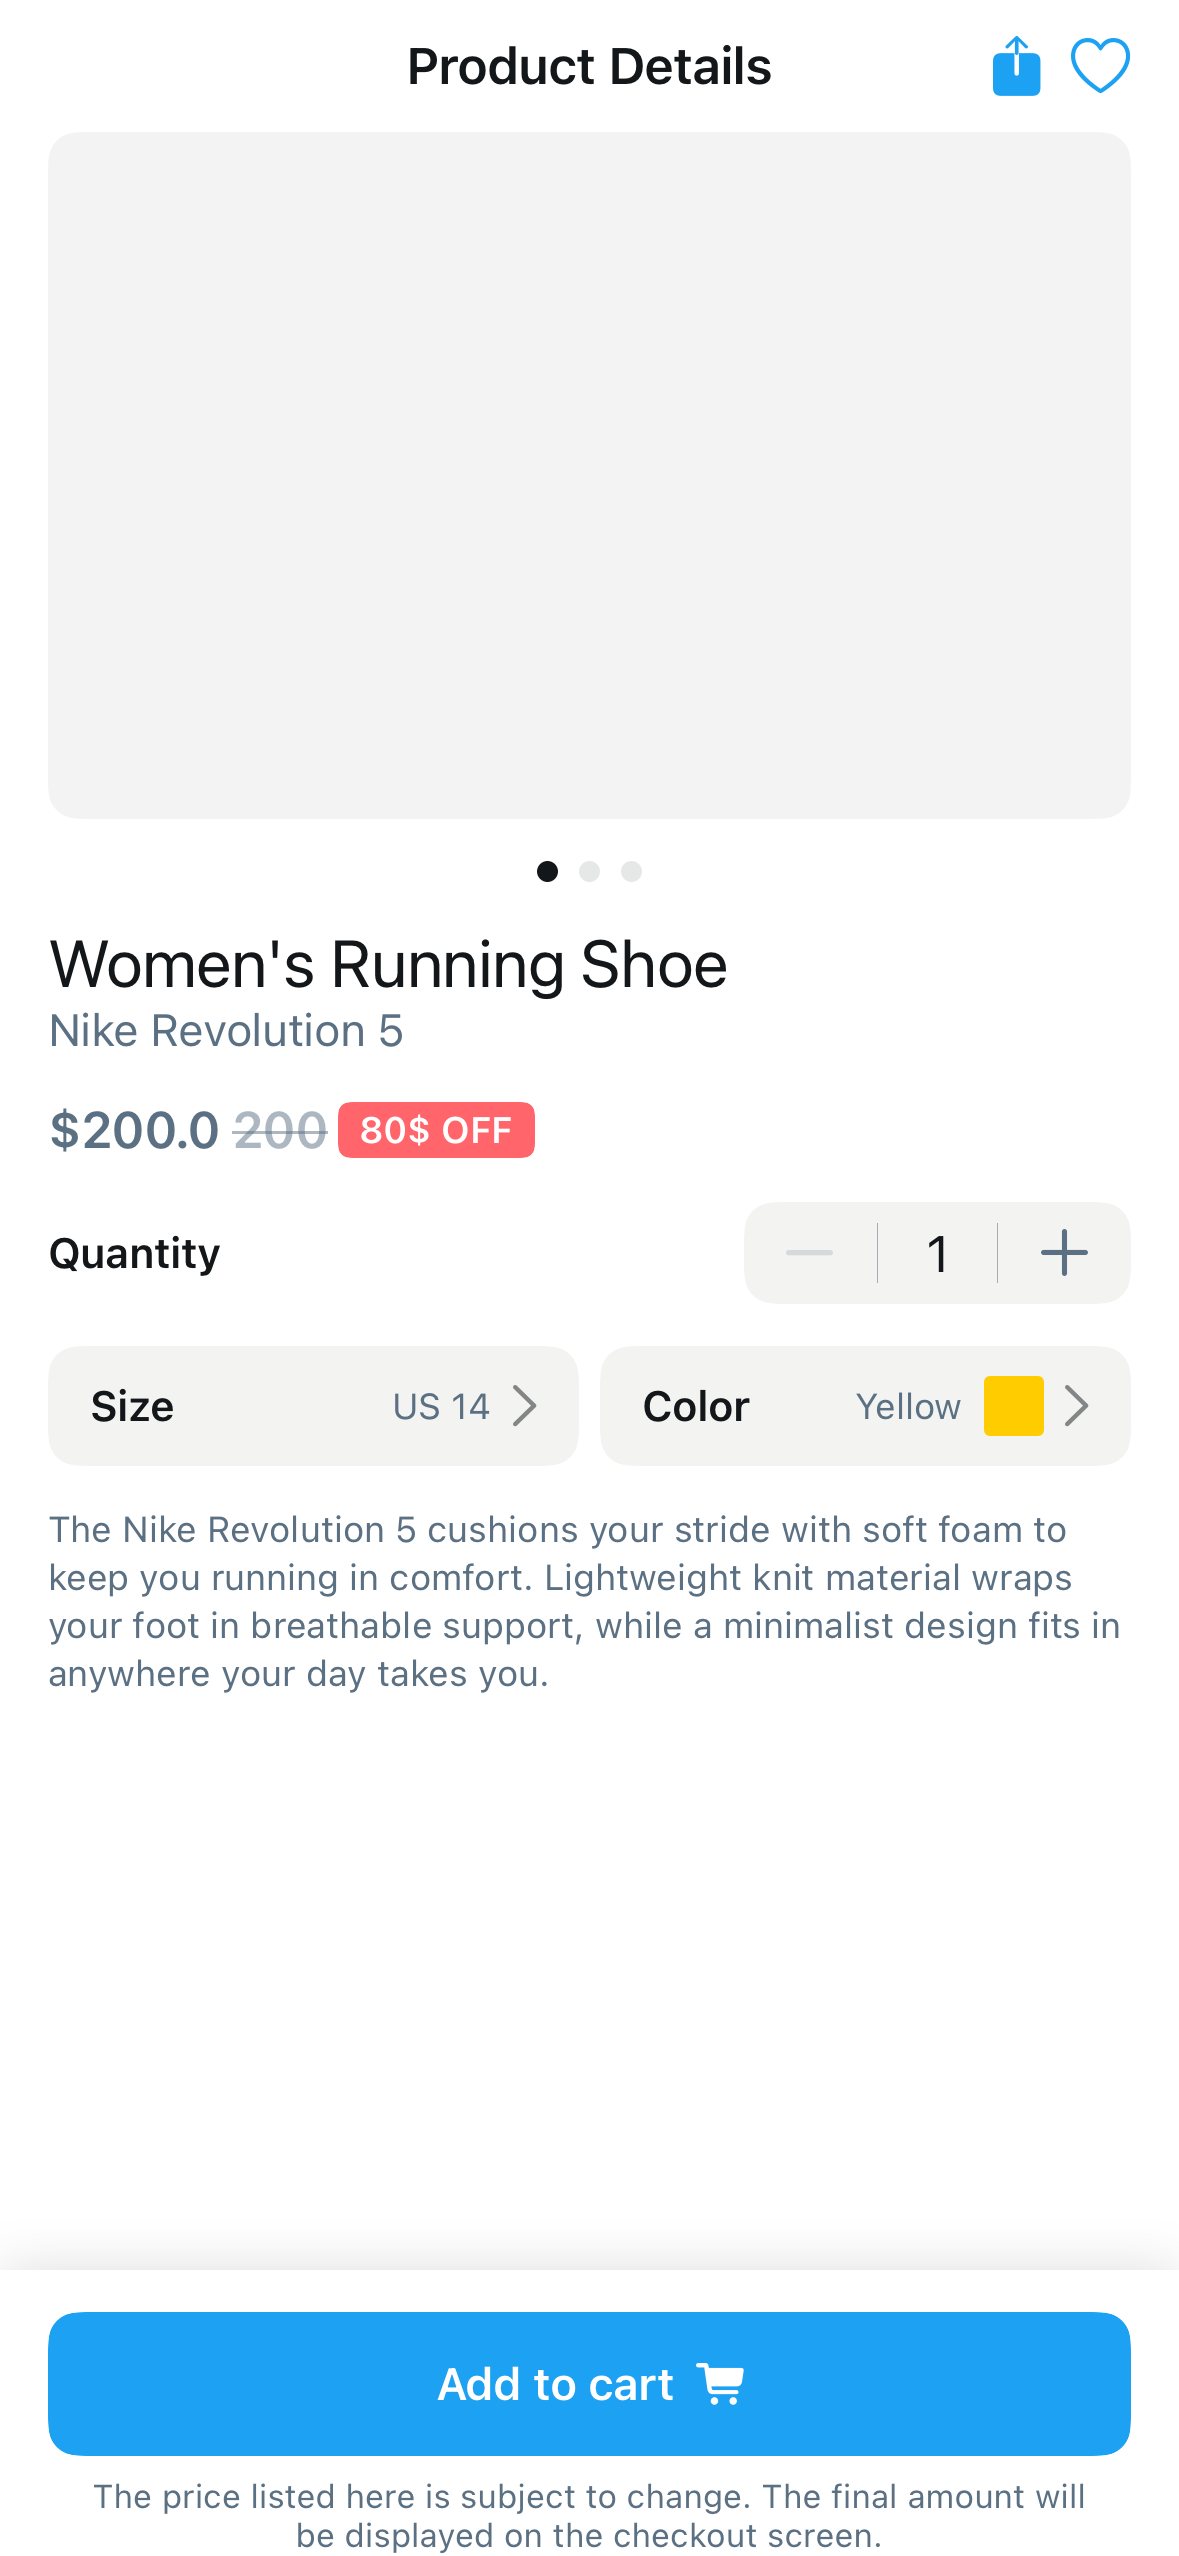 Product Details
Women's Running Shoe
Nike Revolution 5
$200.0 200 80$ OFF
Quantity 1
Size US 14 Color Yellow
The Nike Revolution 5 cushions your stride with soft foam to
keep you running in comfort. Lightweight knit material wraps
your foot in breathable support, while a minimalist design fits in
anywhere your day takes you.
Add to cart
The price listed here is subject to change. The final amount will
be displayed on the checkout screen.